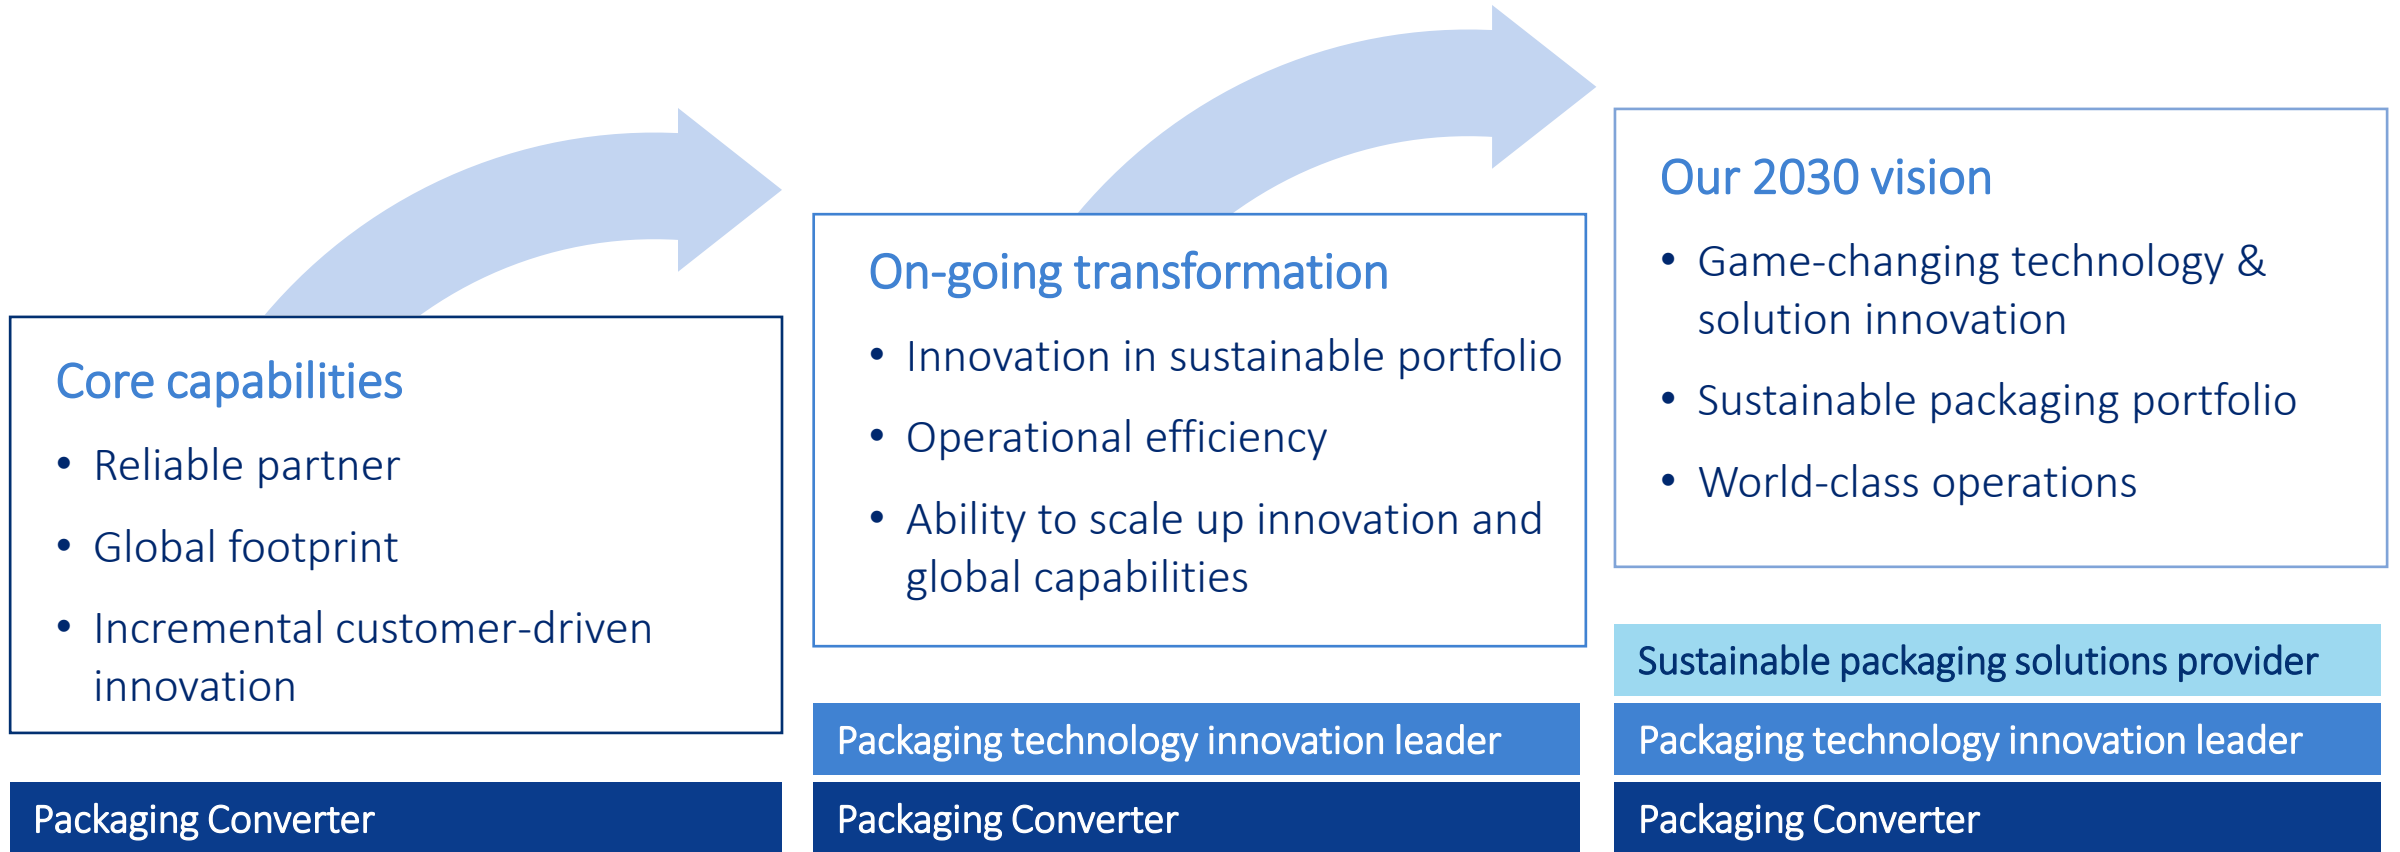 Core capabilities
• Reliable partner
• Global footprint
• Incremental customer-driven
innovation
Packaging Converter
On-going transformation
• Innovation in sustainable portfolio
• Operational efficiency
• Ability to scale up innovation and
global capabilities
Packaging technology innovation leader
Packaging Converter
Our 2030 vision
• Game-changing technology &
solution innovation
• Sustainable packaging portfolio
• World-class operations
Sustainable packaging solutions provider
Packaging technology innovation leader
Packaging Converter